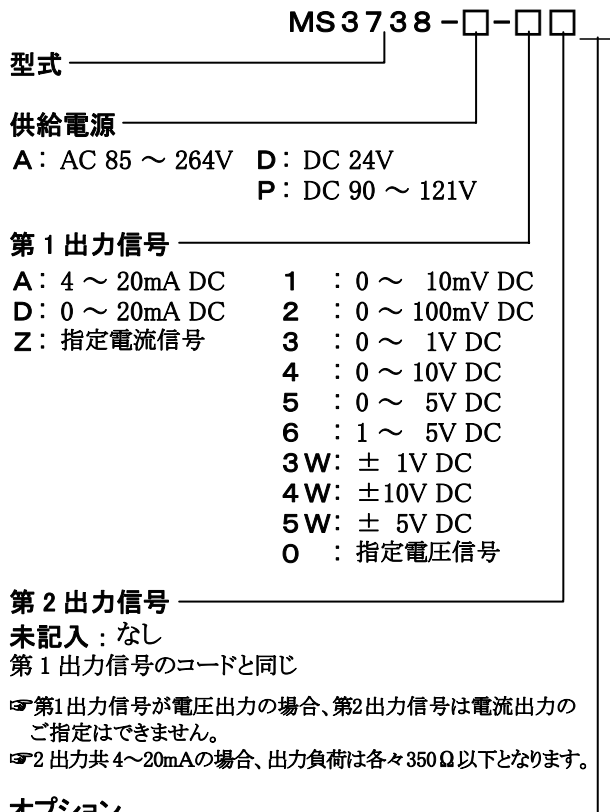 MS3738-□-□□
型式
供給電源
A: AC 85 ～ 264V D: DC 24V
P: DC 90 ～ 121V
第1出力信号
A: 4 ～ 20mA DC 1 : 0 ～ 10mV DC
D: 0 ～ 20mA DC 2 : 0 ～ 100mV DC
Z: 指定電流信号 3 : 0 ～ 1V DC
4 : 0 ～ 10V DC
5 : 0 ～ 5V DC
6 : 1 ～ 5V DC
3W: ± 1V DC
4W: ±10V DC
5W: ± 5V DC
0 : 指定電圧信号
第2出力信号
未記入：なし
第1出力信号のコードと同じ
☞第1出力信号が電圧出力の場合、第2出力信号は電流出力の
ご指定はできません。
☞2出力共4～20mAの場合、出力負荷は各々350Ω以下となります。
オプション